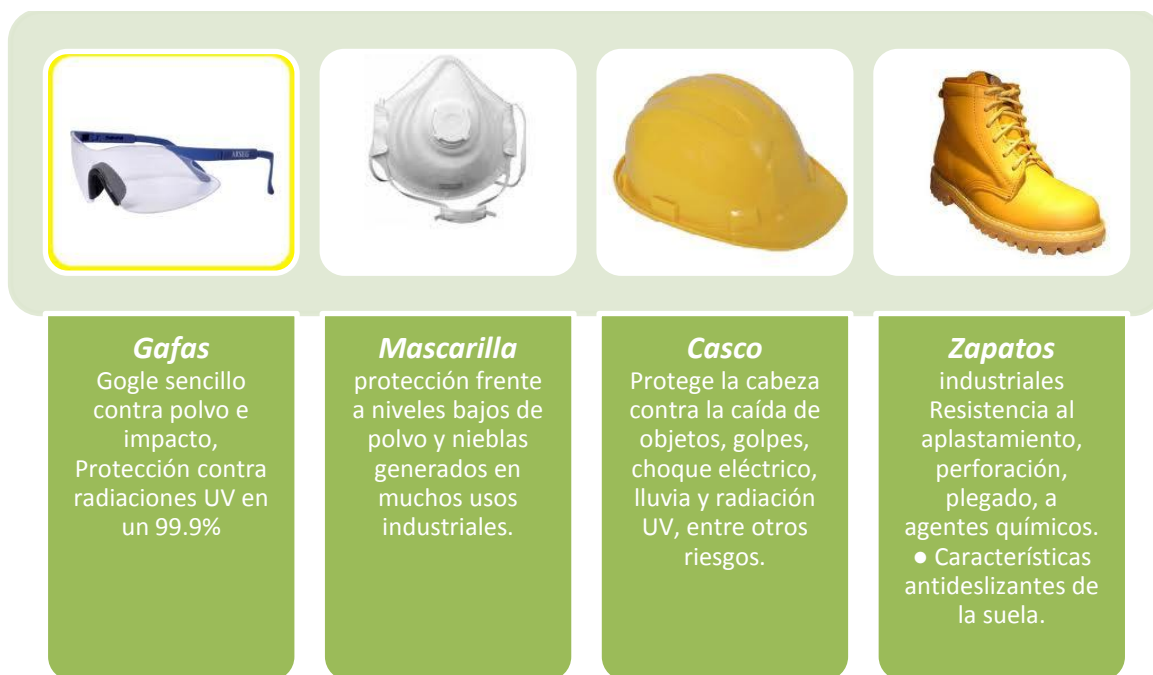 Gafas
Gogle sencillo
contra polvo e
impacto,
Protección contra
radiaciones UV en
un 99.9%
Mascarilla
protección frente
a niveles bajos de
polvo y nieblas
generados en
muchos usos
industriales.
Casco
Protege la cabeza
contra la caída de
objetos, golpes,
choque eléctrico,
lluvia y radiación
UV, entre otros
riesgos.
Zapatos
industriales
Resistencia al
aplastamiento,
perforación,
plegado, a
agentes químicos.
● Características
antideslizantes de
la suela.